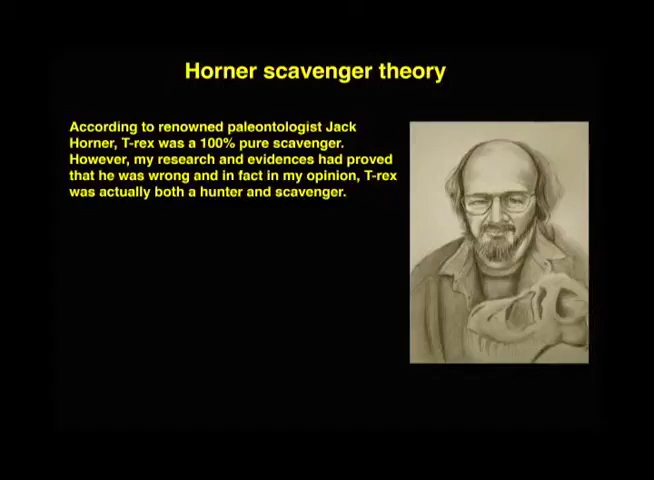 Horner scavenger theory
According to renowned paleontologist Jack
Horner, T-rex was a 100% pure scavenger.
However, my research and evidences had proved
that he was wrong and in fact in my opinion, T-rex
was actually both a hunter and scavenger.